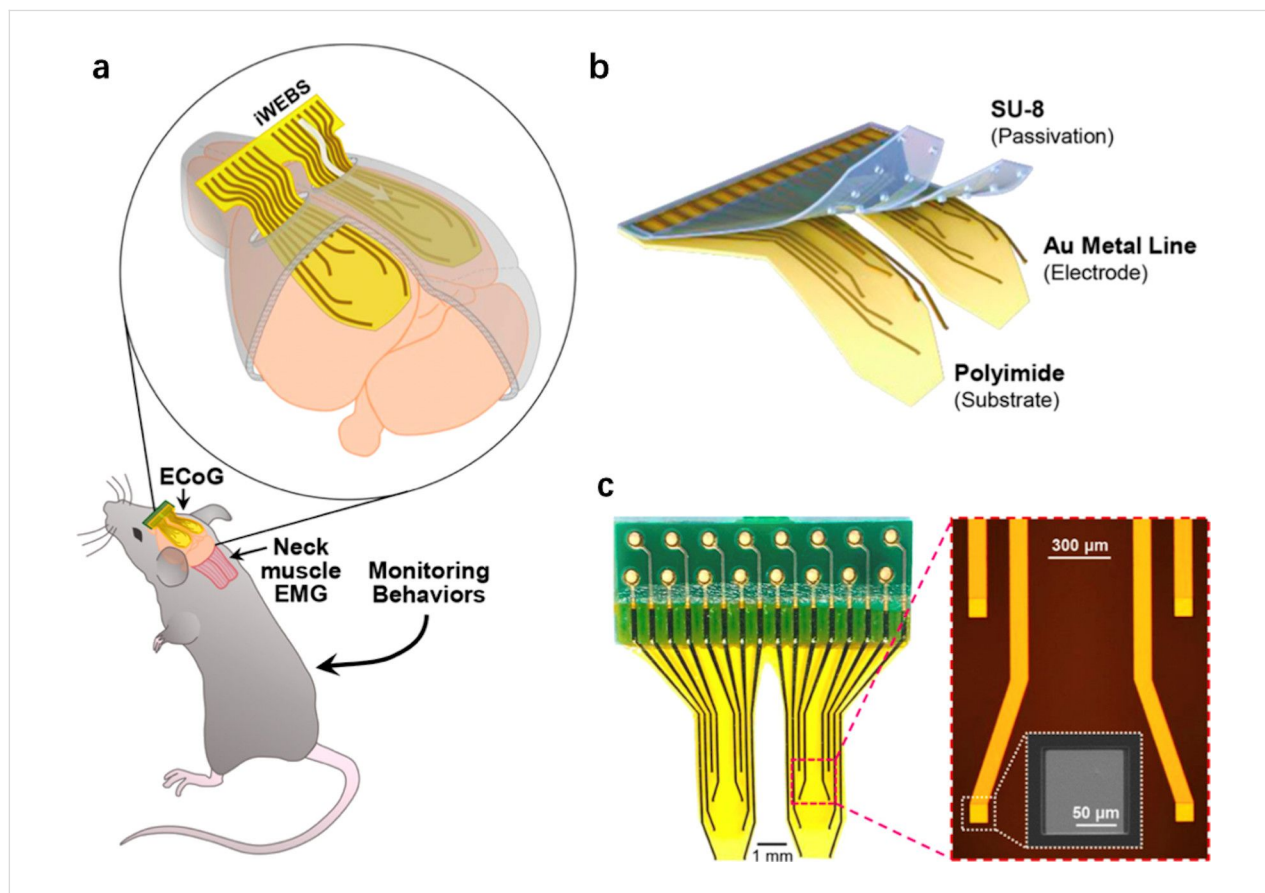 a
iWEBS
ECoG
Neck
muscle
EMG
Monitoring
Behaviors
b
SU-8
(Passivation)
Au Metal Line
(Electrode)
Polyimide
(Substrate)
c
1 mm
300 µm
50 µm